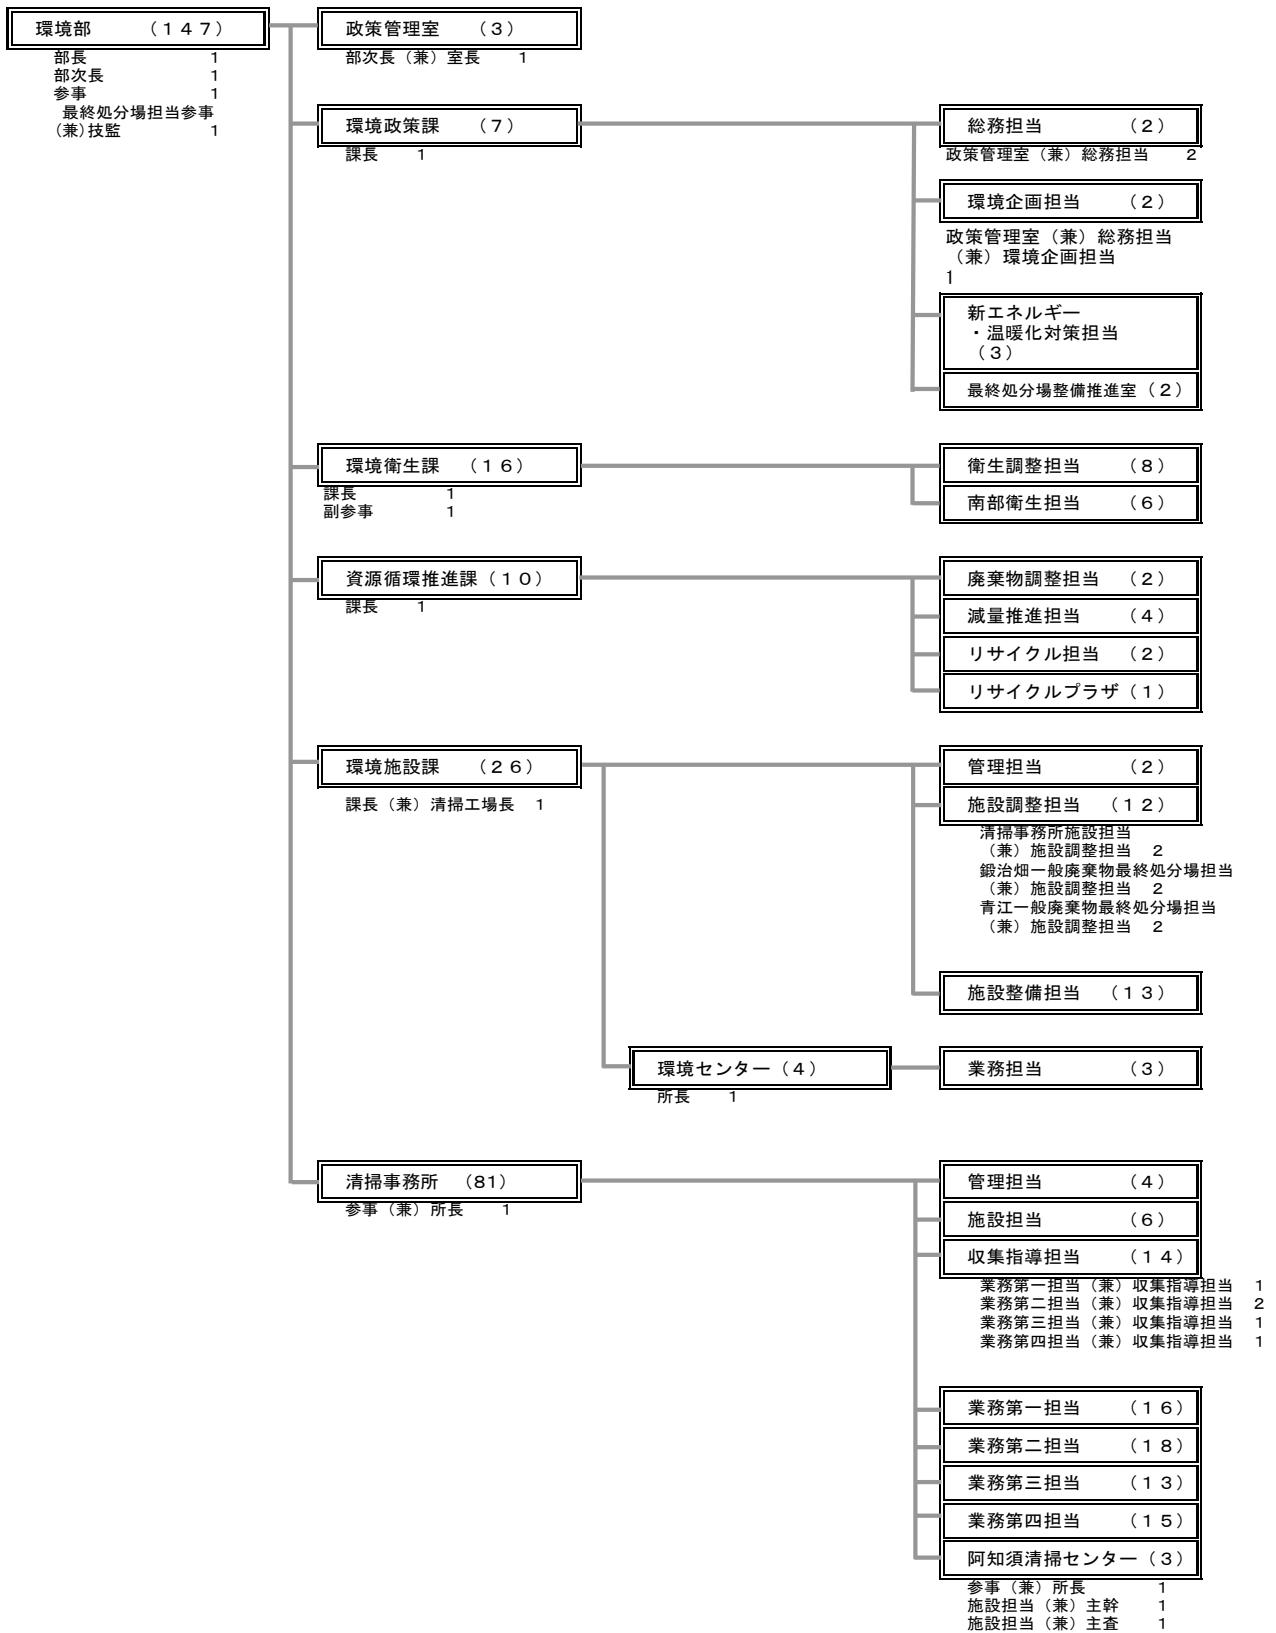 環境部 （１４７）
部長 1
部次長 1
参事 1
最終処分場担当参事
(兼)技監 1
政策管理室 （３）
部次長（兼）室長 1
環境政策課 （７）
課長 1
総務担当 （２）
政策管理室（兼）総務担当 2
環境企画担当 （２）
政策管理室（兼）総務担当
（兼）環境企画担当
1
新エネルギー
・温暖化対策担当
（３）
最終処分場整備推進室（２）
環境衛生課 （１６）
課長 1
副参事 1
衛生調整担当 （８）
南部衛生担当 （６）
資源循環推進課（１０）
課長 1
廃棄物調整担当 （２）
減量推進担当 （４）
リサイクル担当 （２）
リサイクルプラザ（１）
環境施設課 （２６）
課長（兼）清掃工場長 1
管理担当 （２）
施設調整担当 （１２）
清掃事務所施設担当
（兼）施設調整担当 2
鍛治畑一般廃棄物最終処分場担当
（兼）施設調整担当 2
青江一般廃棄物最終処分場担当
（兼）施設調整担当 2
施設整備担当 （１３）
環境センター（４）
所長 1
業務担当 （３）
清掃事務所 （81）
参事（兼）所長 1
管理担当 （４）
施設担当 （６）
収集指導担当 （１４）
業務第一担当（兼）収集指導担当 1
業務第二担当（兼）収集指導担当 2
業務第三担当（兼）収集指導担当 1
業務第四担当（兼）収集指導担当 1
業務第一担当 （１６）
業務第二担当 （１８）
業務第三担当 （１３）
業務第四担当 （１５）
阿知須清掃センター（３）
参事（兼）所長 1
施設担当（兼）主幹 1
施設担当（兼）主査 1